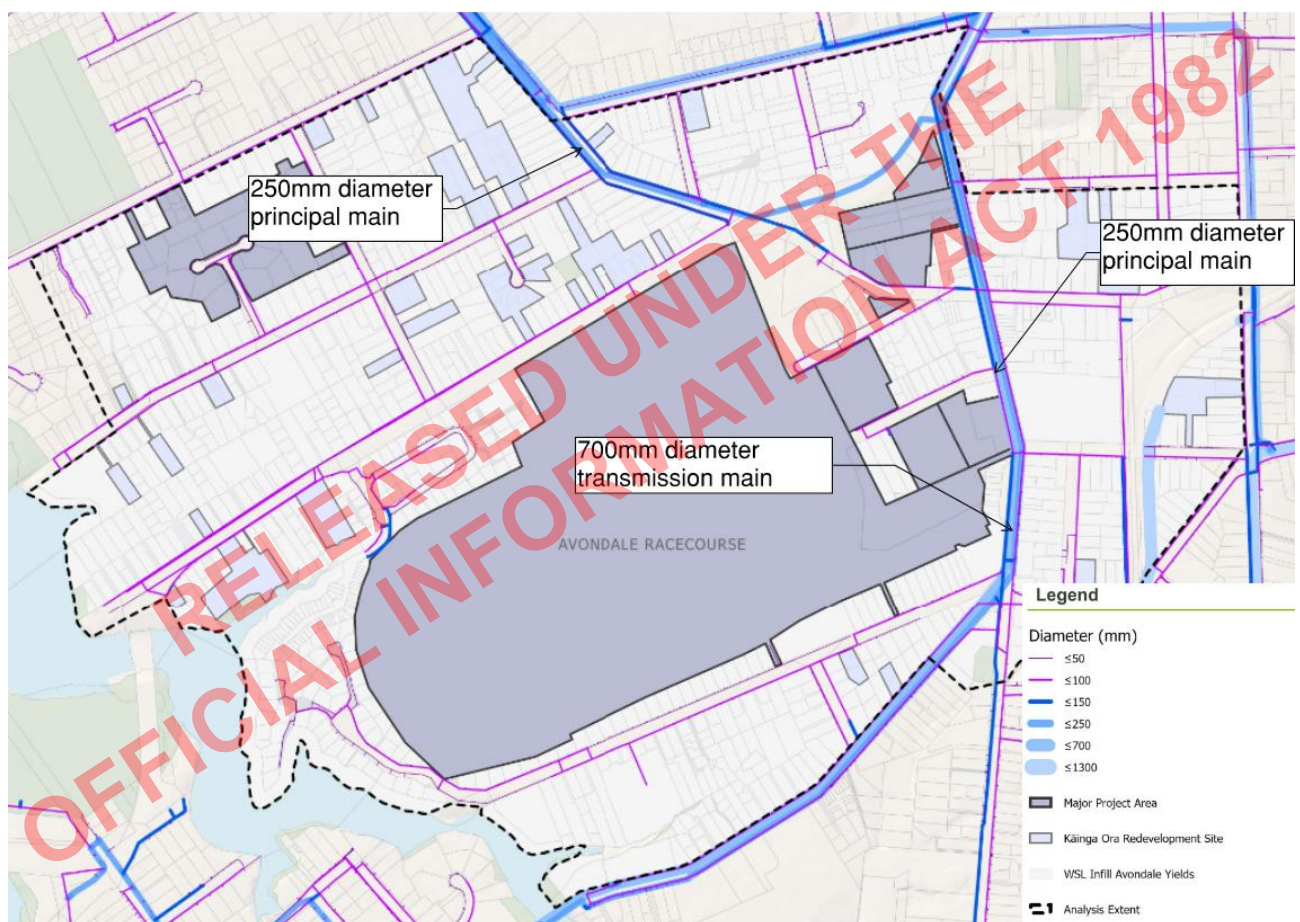 250mm diameter
principal main
250mm diameter
principal main
700mm diameter
transmission main
AVONDALE RACECOURSE
RELEASED UNDER THE
OFFICIAL INFORMATION ACT 1982
Legend
Diameter (mm)
≤50
≤100
≤150
≤250
≤700
≤1300
Major Project Area
Kāinga Ora Redevelopment Site
WSL Infill Avondale Yields
Analysis Extent